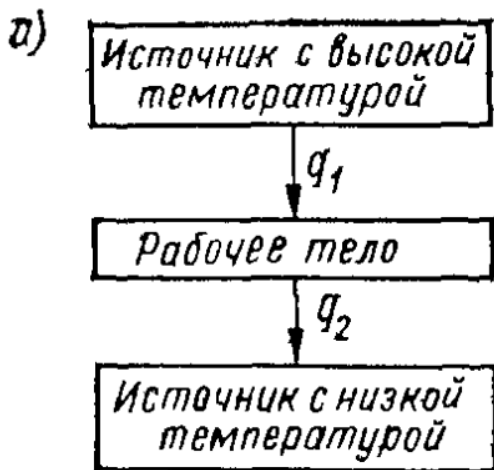 а)
Источник с высокой
температурой
q₁
Рабочее тело
q₂
Источник с низкой
температурой